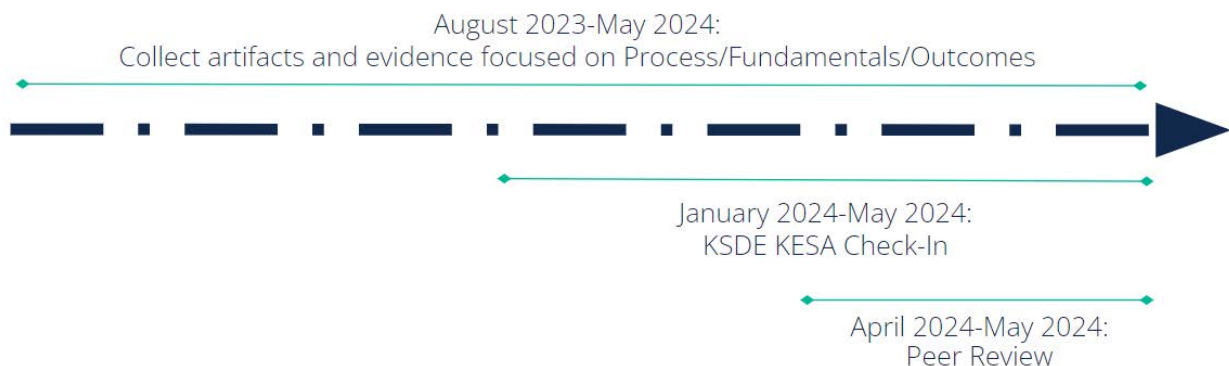 August 2023-May 2024:
Collect artifacts and evidence focused on Process/Fundamentals/Outcomes
January 2024-May 2024:
KSDE KESA Check-In
April 2024-May 2024:
Peer Review